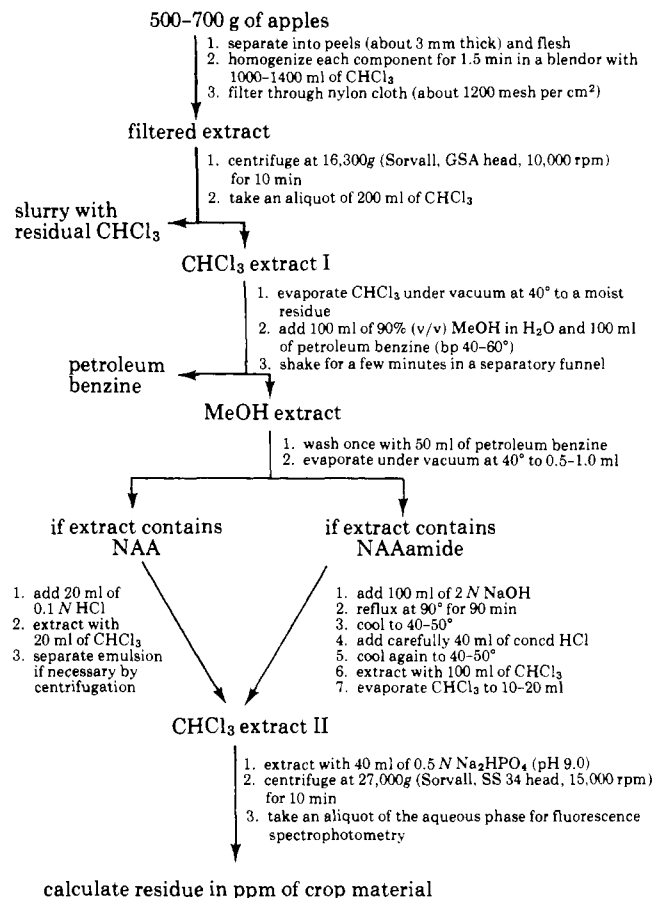 500-700 g of apples
1. separate into peels (about 3 mm thick) and flesh
2. homogenize each component for 1.5 min in a blendor with
1000-1400 ml of CHCl₃
3. filter through nylon cloth (about 1200 mesh per cm²)
filtered extract
1. centrifuge at 16,300g (Sorvall, GSA head, 10,000 rpm)
for 10 min
2. take an aliquot of 200 ml of CHCl₃
slurry with
residual CHCl₃
CHCl₃ extract I
1. evaporate CHCl₃ under vacuum at 40° to a moist
residue
2. add 100 ml of 90% (v/v) MeOH in H₂O and 100 ml
of petroleum benzine (bp 40-60°)
3. shake for a few minutes in a separatory funnel
petroleum
benzine
MeOH extract
1. wash once with 50 ml of petroleum benzine
2. evaporate under vacuum at 40° to 0.5-1.0 ml
if extract contains
NAA
if extract contains
NAAamide
1. add 20 ml of
0.1 N HCl
2. extract with
20 ml of CHCl₃
3. separate emulsion
if necessary by
centrifugation
1. add 100 ml of 2 N NaOH
2. reflux at 90° for 90 min
3. cool to 40-50°
4. add carefully 40 ml of concd HCl
5. cool again to 40-50°
6. extract with 100 ml of CHCl₃
7. evaporate CHCl₃ to 10-20 ml
CHCl₃ extract II
1. extract with 40 ml of 0.5 N Na₂HPO₄ (pH 9.0)
2. centrifuge at 27,000g (Sorvall, SS 34 head, 15,000 rpm)
for 10 min
3. take an aliquot of the aqueous phase for fluorescence
spectrophotometry
calculate residue in ppm of crop material